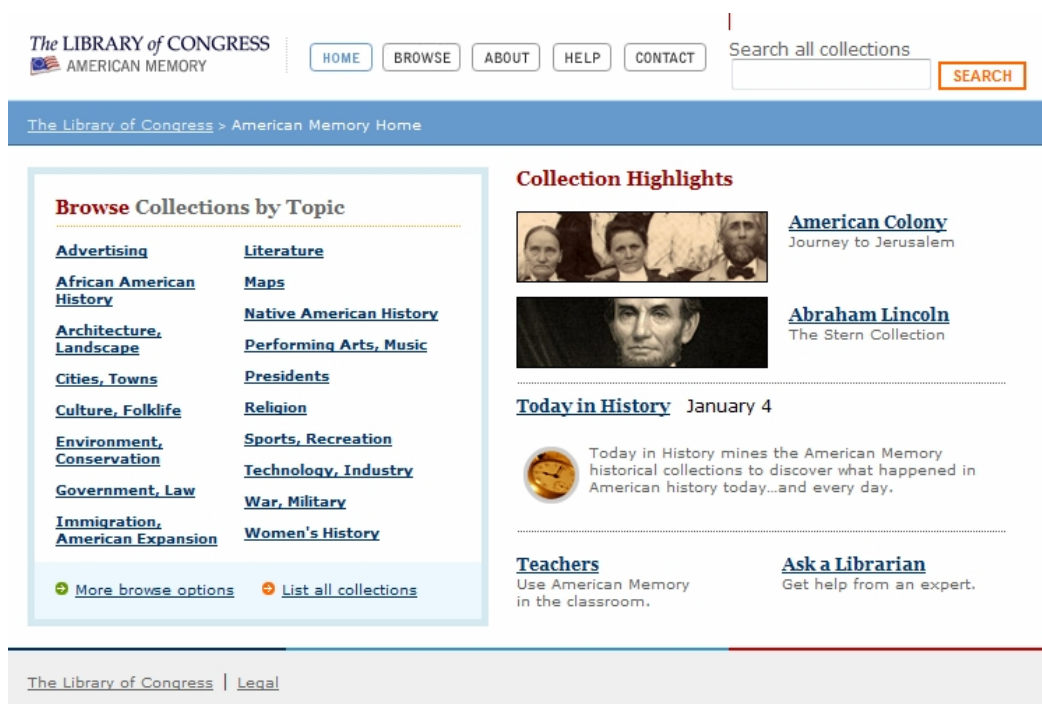 The LIBRARY of CONGRESS
AMERICAN MEMORY
HOME
BROWSE
ABOUT
HELP
CONTACT
Search all collections
SEARCH
The Library of Congress > American Memory Home
Browse Collections by Topic
Advertising
African American
History
Architecture,
Landscape
Cities, Towns
Culture, Folklife
Environment,
Conservation
Government, Law
Immigration,
American Expansion
Literature
Maps
Native American History
Performing Arts, Music
Presidents
Religion
Sports, Recreation
Technology, Industry
War, Military
Women's History
More browse options
List all collections
Collection Highlights
American Colony
Journey to Jerusalem
Abraham Lincoln
The Stern Collection
Today in History January 4
Today in History mines the American Memory
historical collections to discover what happened in
American history today...and every day.
Teachers
Use American Memory
in the classroom.
Ask a Librarian
Get help from an expert.
The Library of Congress | Legal